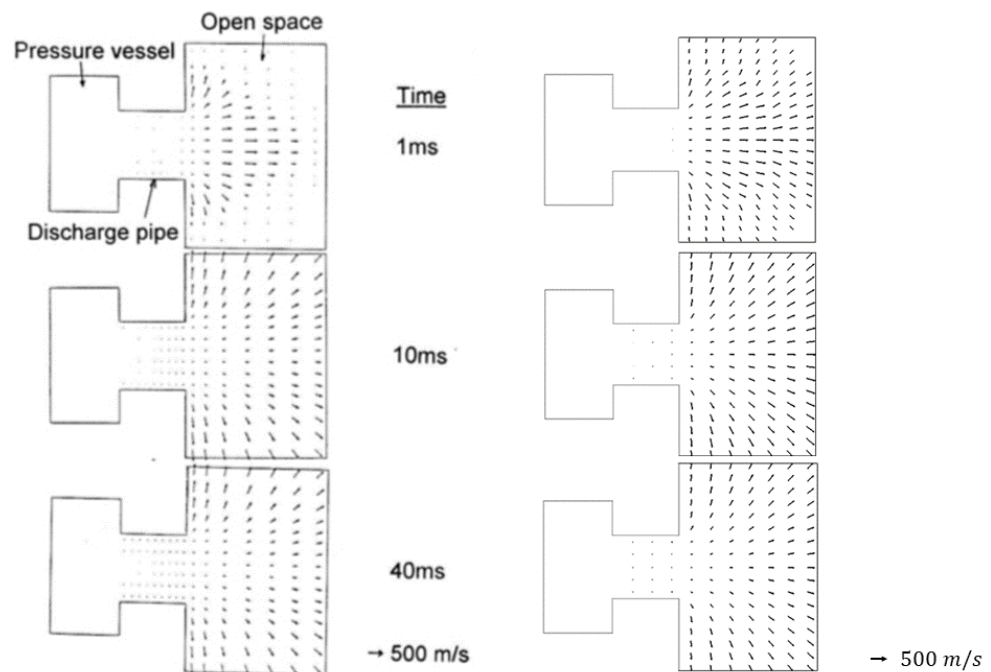 Open space
Pressure vessel
Time
1ms
Discharge pipe
10ms
40ms
→ 500 m/s
→ 500 m/s